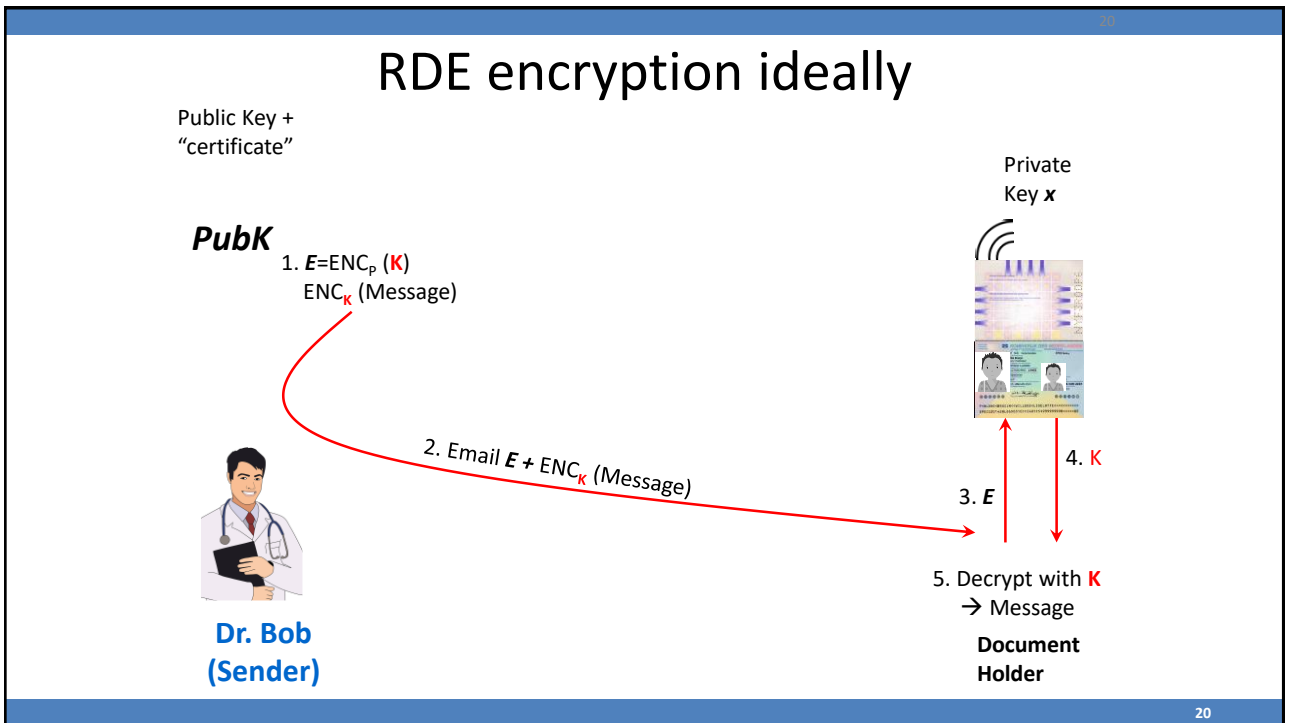 20
RDE encryption ideally
Public Key +
“certificate”
Private
Key x
PubK
1. E=ENCP (K)
ENCK (Message)
2. Email E + ENCK (Message)
3. E
4. K
5. Decrypt with K
→ Message
Dr. Bob
(Sender)
Document
Holder
20